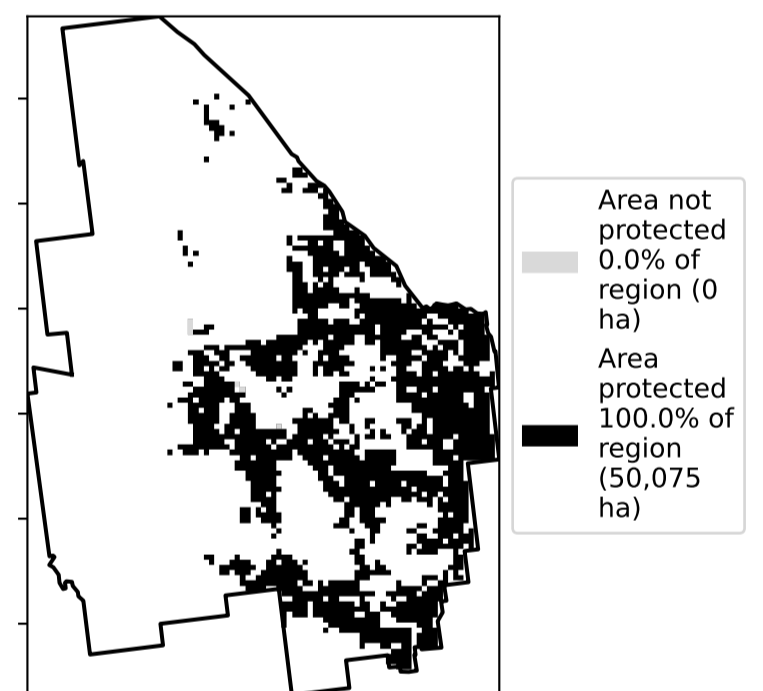 Area not
protected
0.0% of
region (0
ha)
Area
protected
100.0% of
region
(50,075
ha)